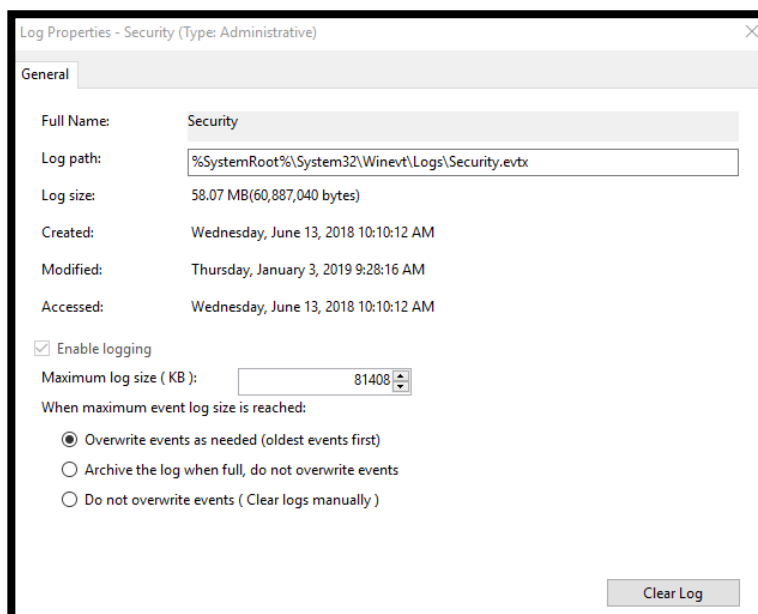 Log Properties - Security (Type: Administrative)
General
Full Name: Security
Log path: %SystemRoot%\System32\Winevt\Logs\Security.evtx
Log size: 58.07 MB(60,887,040 bytes)
Created: Wednesday, June 13, 2018 10:10:12 AM
Modified: Thursday, January 3, 2019 9:28:16 AM
Accessed: Wednesday, June 13, 2018 10:10:12 AM
Enable logging
Maximum log size ( KB ): 81408
When maximum event log size is reached:
Overwrite events as needed (oldest events first)
Archive the log when full, do not overwrite events
Do not overwrite events ( Clear logs manually )
Clear Log